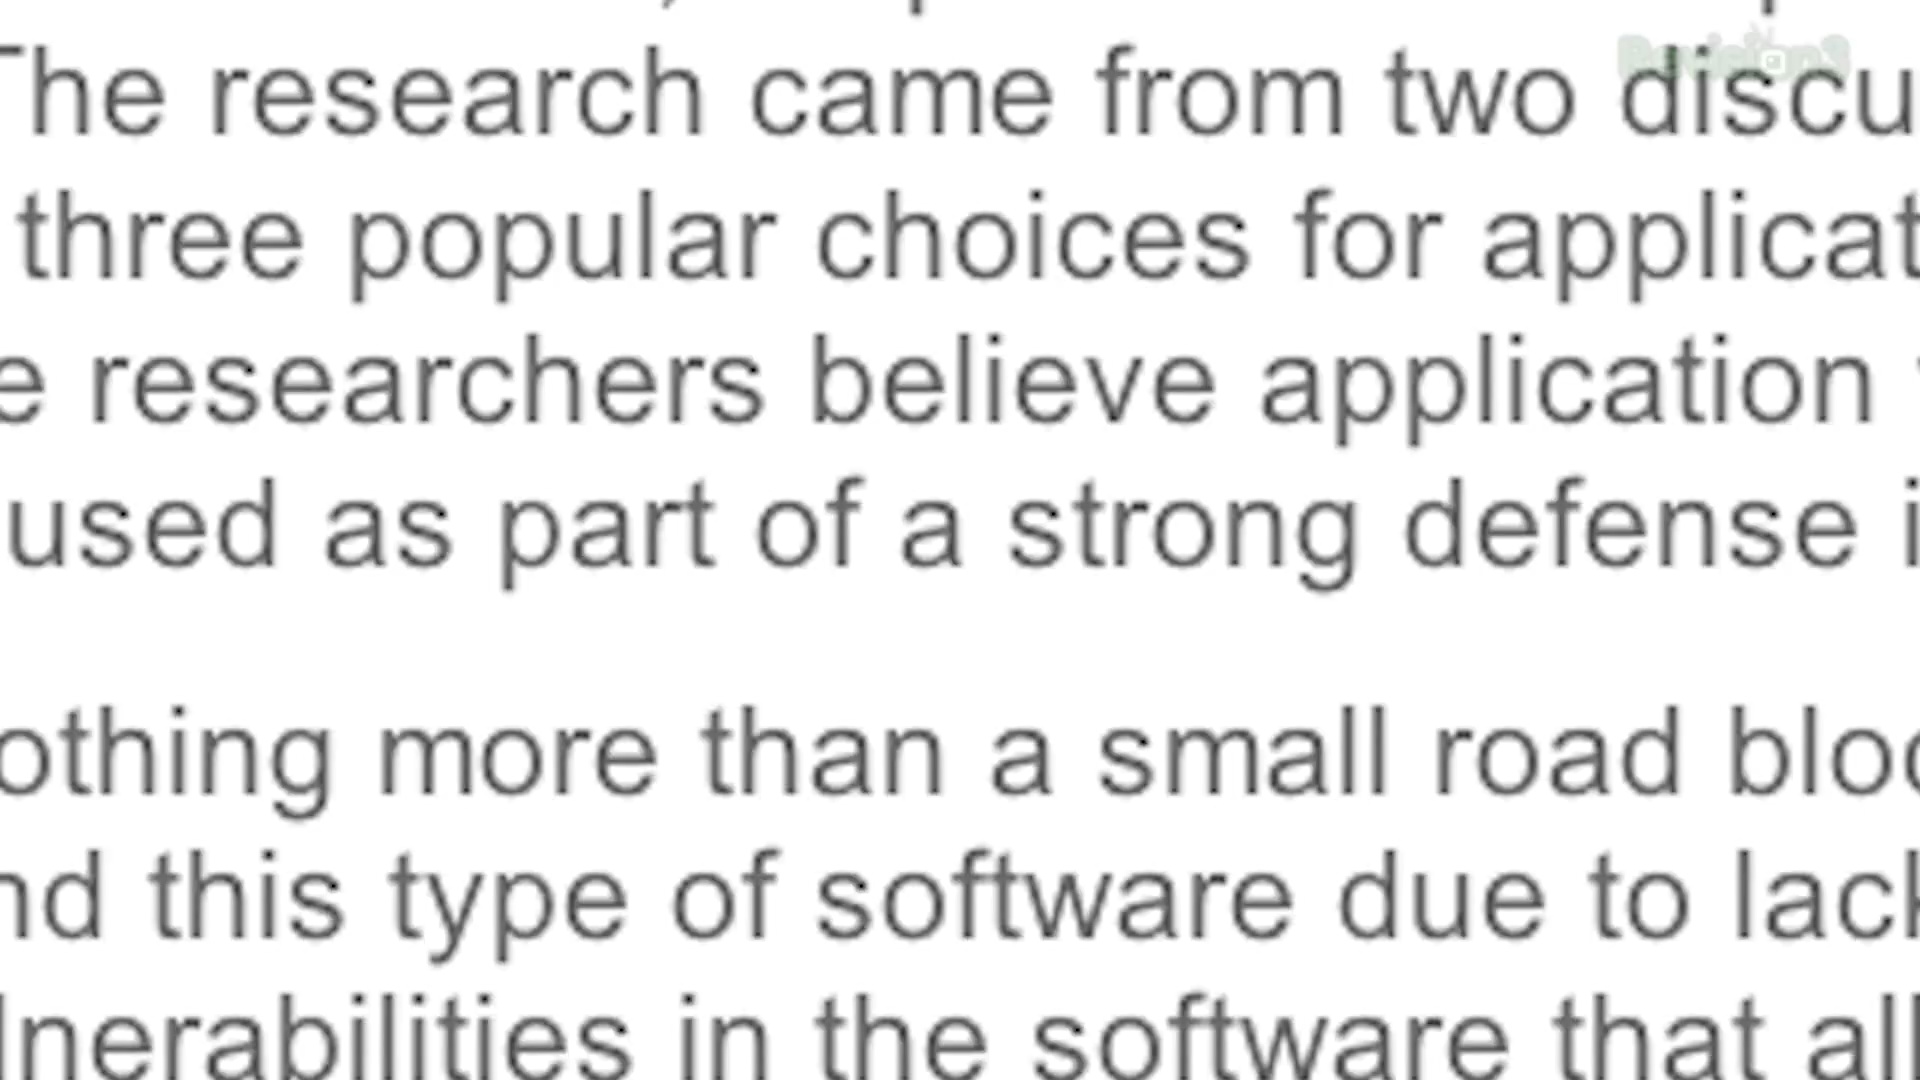 The research came from two discu
three popular choices for applicat
e researchers believe application
used as part of a strong defense i
othing more than a small road bloc
nd this type of software due to lack
lnerabilities in the software that all
Revision3